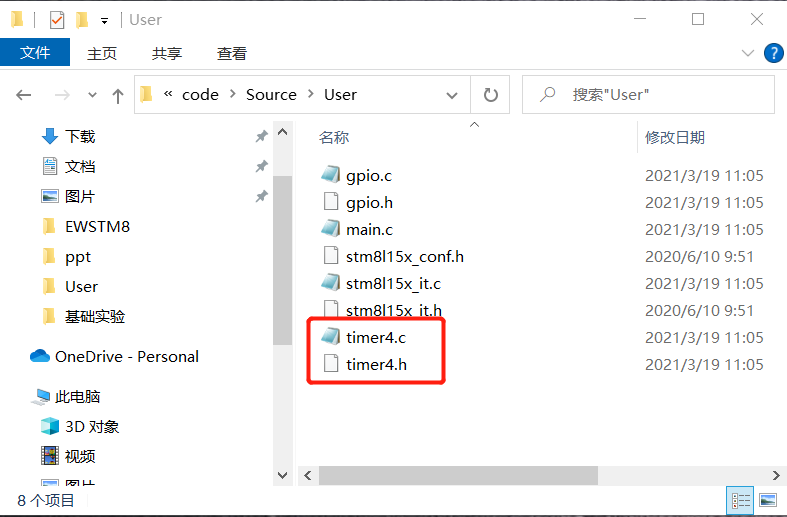 User
文件 主页 共享 查看
« code Source User 搜索"User"
下载
文档
图片
EWSTM8
ppt
User
基础实验
OneDrive - Personal
此电脑
3D 对象
视频
图片
名称 修改日期
gpio.c 2021/3/19 11:05
gpio.h 2021/3/19 11:05
main.c 2021/3/19 11:05
stm8l15x_conf.h 2020/6/10 9:51
stm8l15x_it.c 2021/3/19 11:05
stm8l15x_it.h 2020/6/10 9:51
timer4.c 2021/3/19 11:05
timer4.h 2021/3/19 11:05
8 个项目